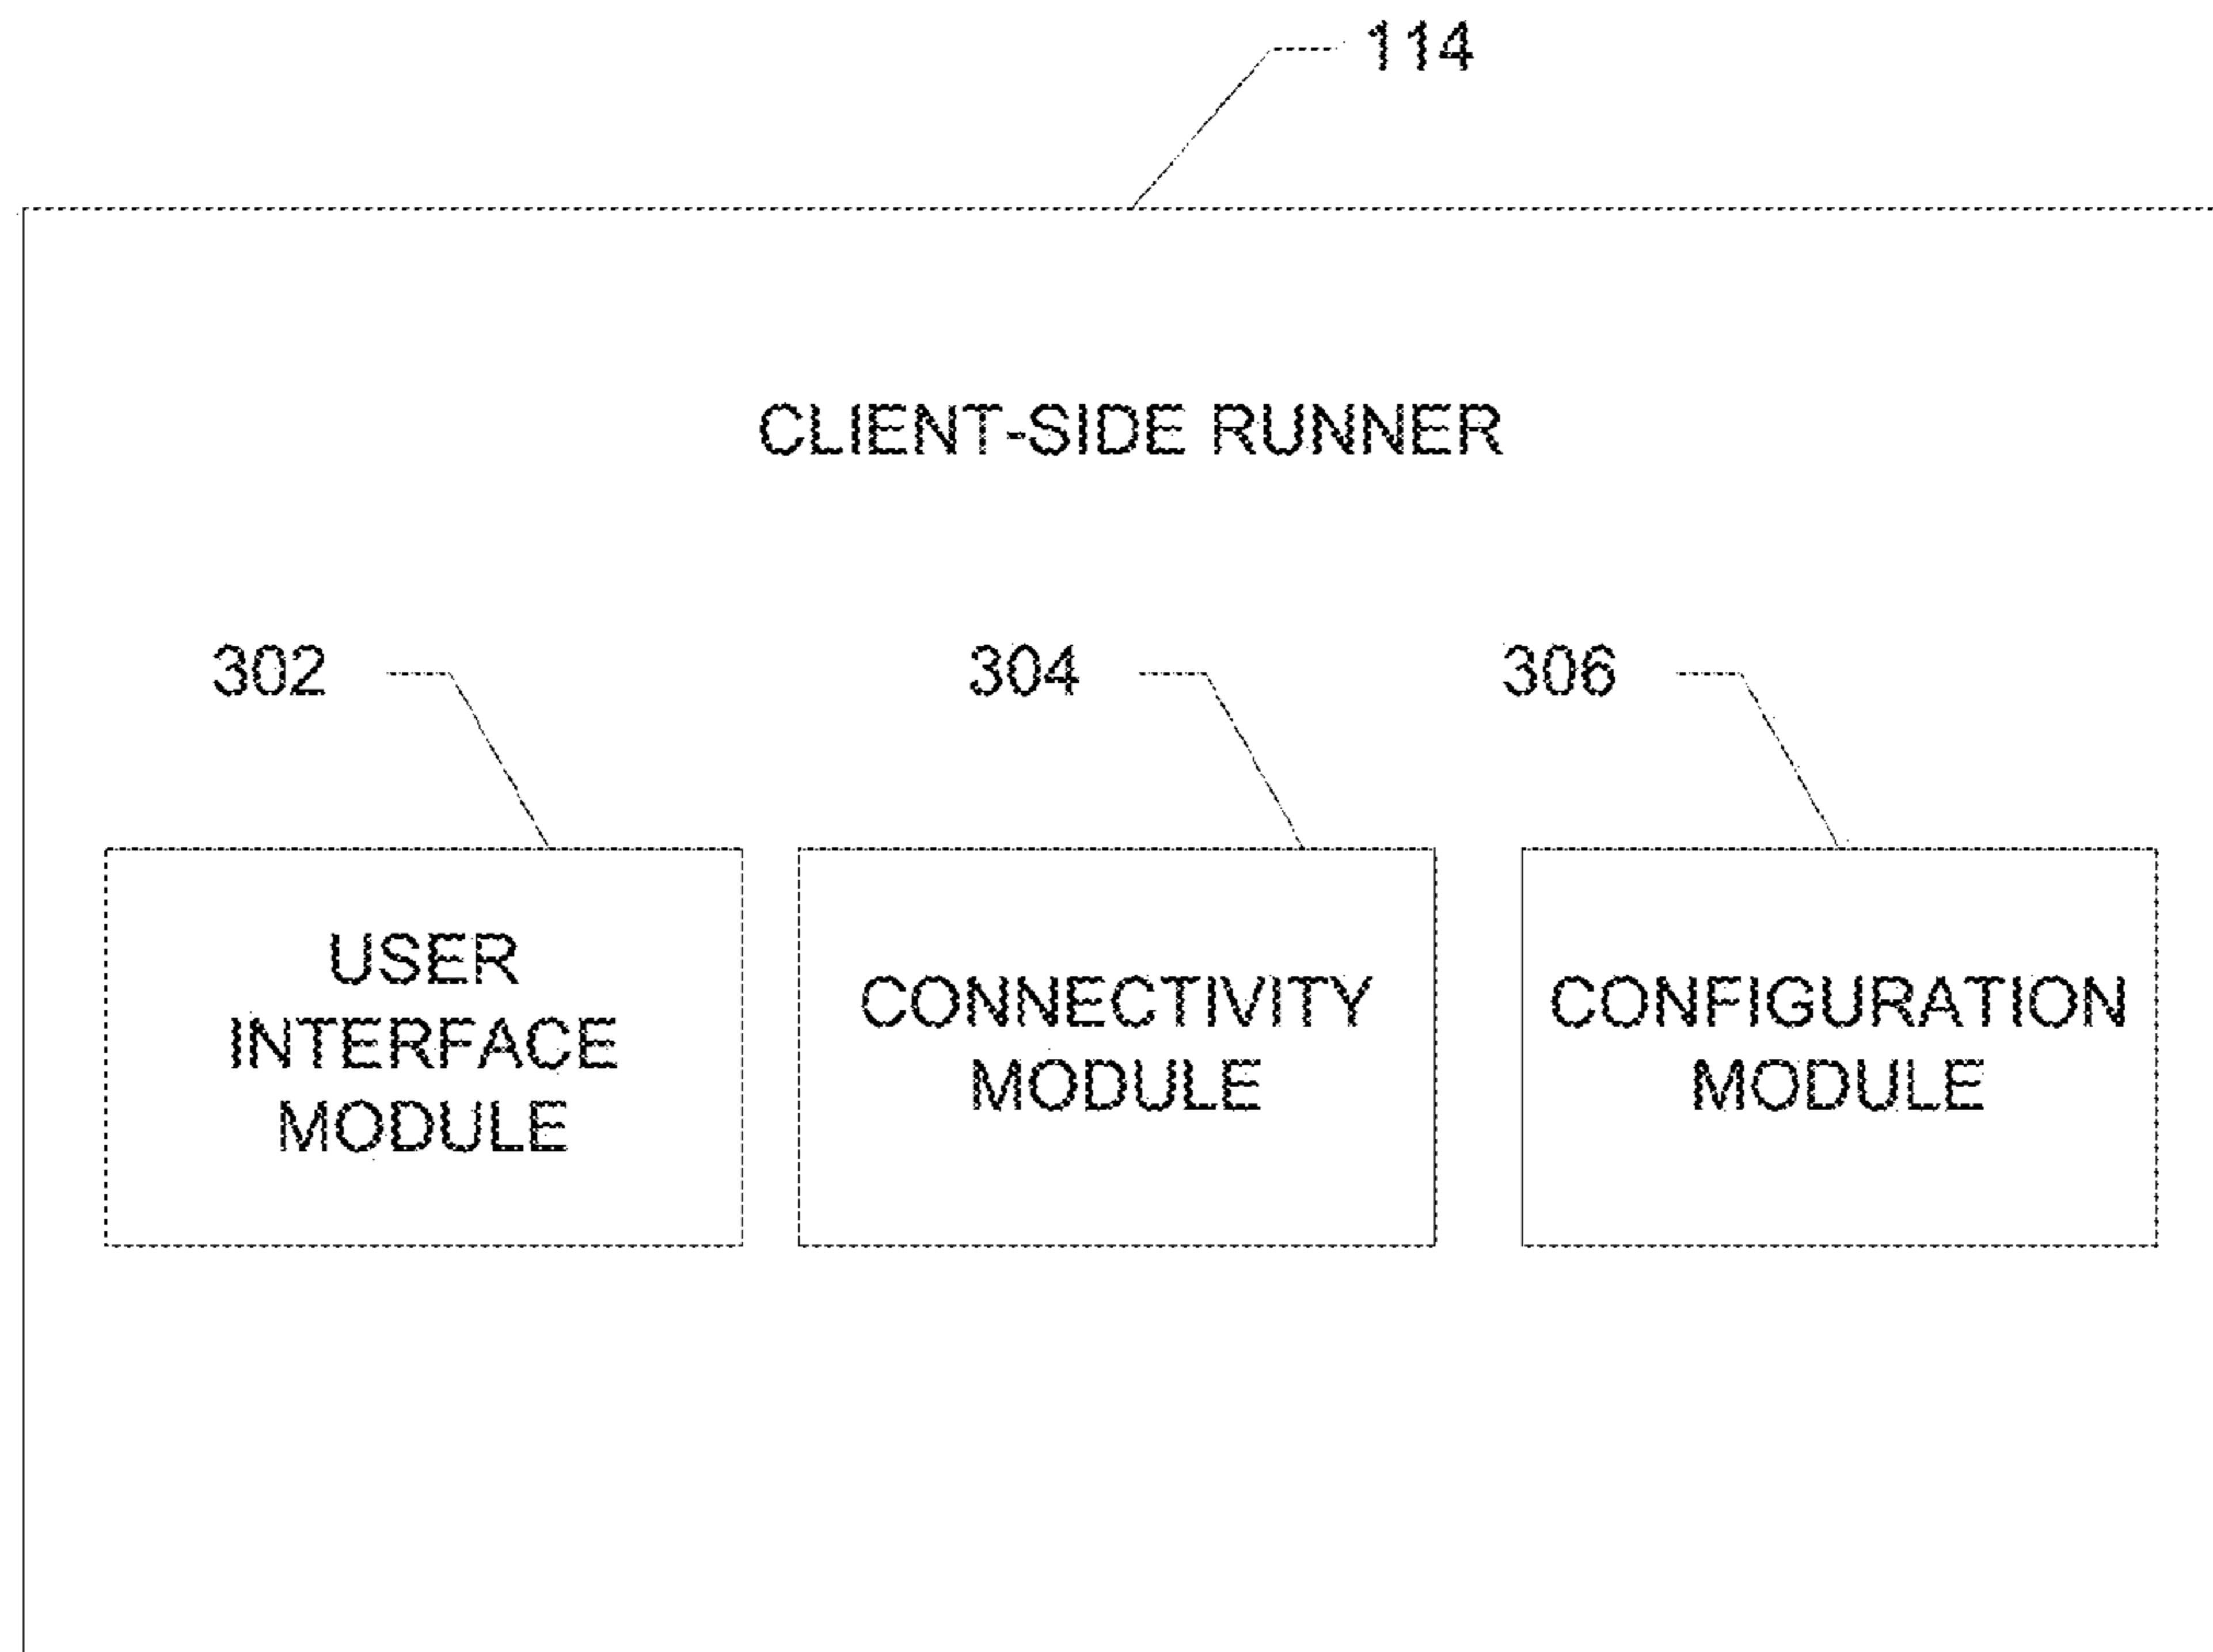 114
CLIENT-SIDE RUNNER
302
304
306
USER
INTERFACE
MODULE
CONNECTIVITY
MODULE
CONFIGURATION
MODULE